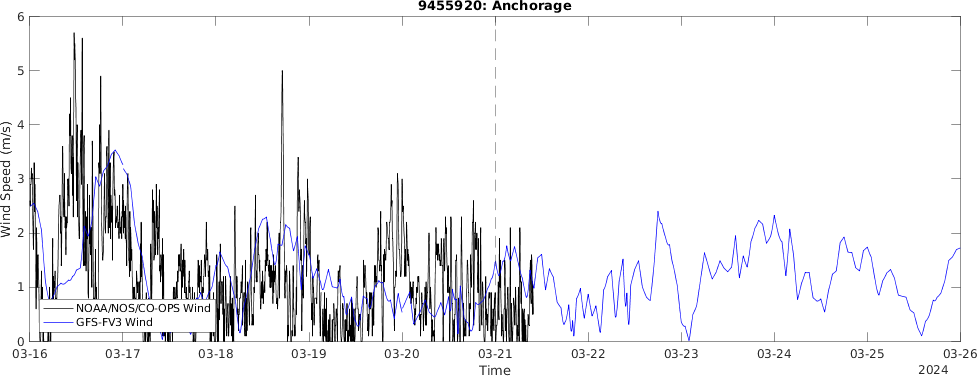 9455920: Anchorage
6
5
4
3
2
1
0
Wind Speed (m/s)
NOAA/NOS/CO-OPS Wind
GFS-FV3 Wind
03-16 03-17 03-18 03-19 03-20 03-21 03-22 03-23 03-24 03-25 03-26
Time
2024